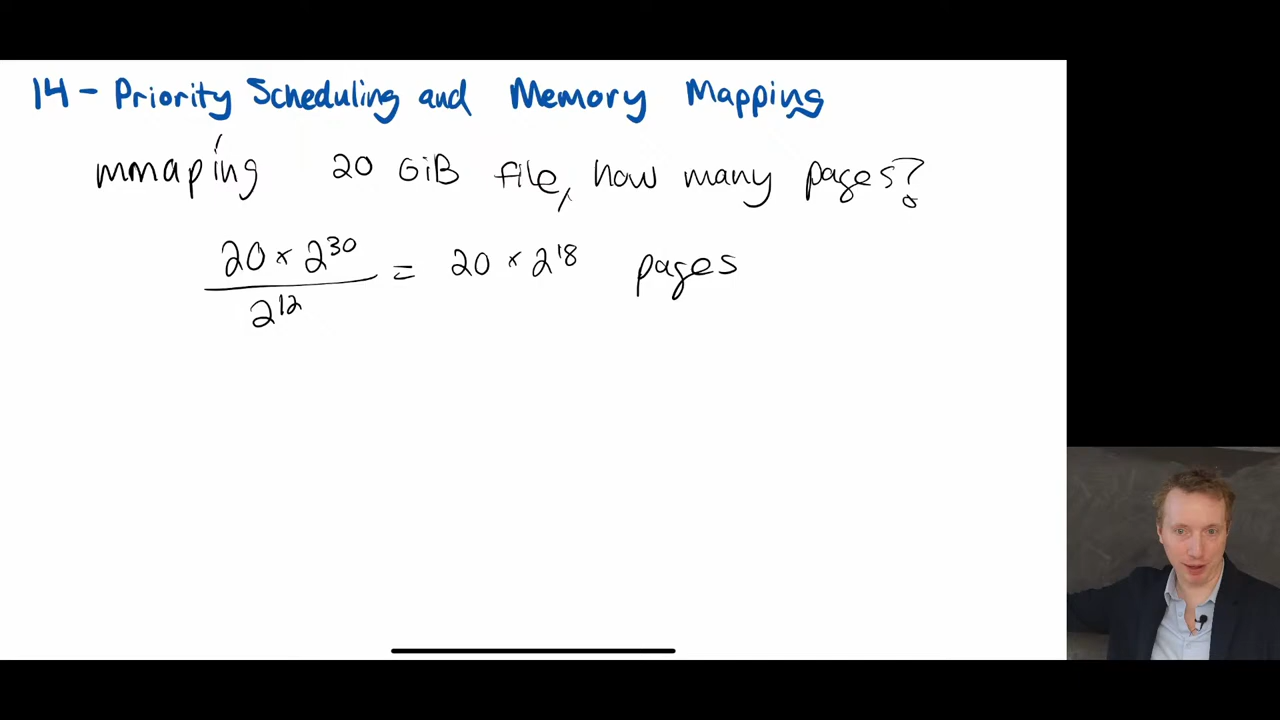 14 - Priority Scheduling and Memory Mapping
mmaping 20 GiB file, how many pages?
20 × 2^30 / 2^12 = 20 × 2^18 pages